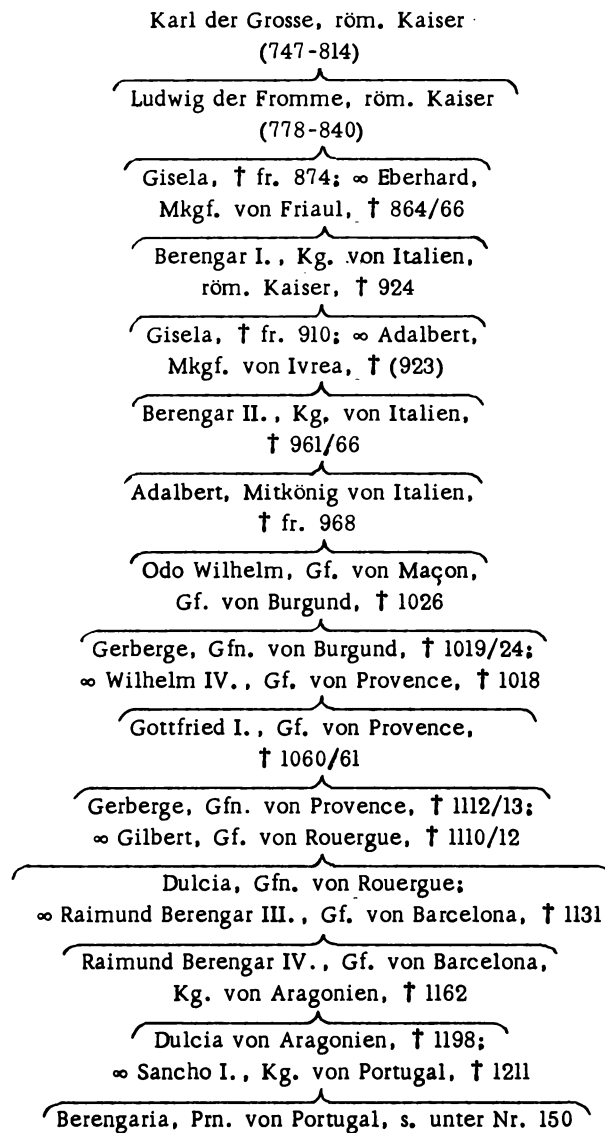 Karl der Grosse, röm. Kaiser
(747-814)
Ludwig der Fromme, röm. Kaiser
(778-840)
Gisela, † fr. 874; ∞ Eberhard,
Mkgf. von Friaul, † 864/66
Berengar I., Kg. von Italien,
röm. Kaiser, † 924
Gisela, † fr. 910; ∞ Adalbert,
Mkgf. von Ivrea, † (923)
Berengar II., Kg. von Italien,
† 961/66
Adalbert, Mitkönig von Italien,
† fr. 968
Odo Wilhelm, Gf. von Maçon,
Gf. von Burgund, † 1026
Gerberge, Gfn. von Burgund, † 1019/24;
∞ Wilhelm IV., Gf. von Provence, † 1018
Gottfried I., Gf. von Provence,
† 1060/61
Gerberge, Gfn. von Provence, † 1112/13;
∞ Gilbert, Gf. von Rouergue, † 1110/12
Dulcia, Gfn. von Rouergue;
∞ Raimund Berengar III., Gf. von Barcelona, † 1131
Raimund Berengar IV., Gf. von Barcelona,
Kg. von Aragonien, † 1162
Dulcia von Aragonien, † 1198;
∞ Sancho I., Kg. von Portugal, † 1211
Berengaria, Prn. von Portugal, s. unter Nr. 150